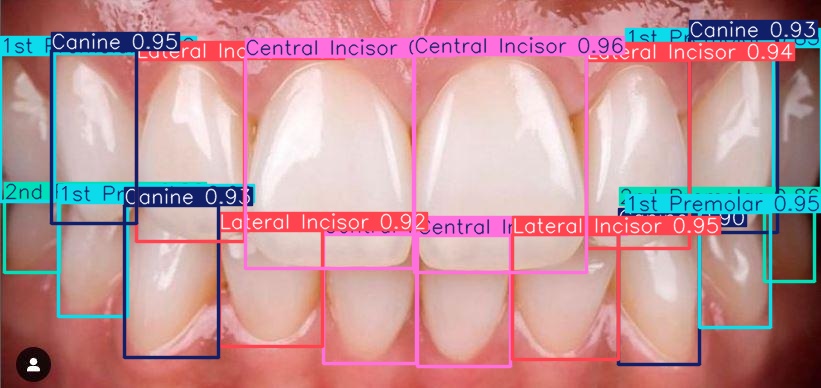 1st P
Canine 0.95
Lateral Inc
Central Incisor (
Central Incisor 0.96
1st P
Canine 0.93
Lateral Incisor 0.94
2nd
1st Pr
Canine 0.93
Lateral Incisor 0.92
Central I
Lateral Incisor 0.95
1st Premolar 0.95